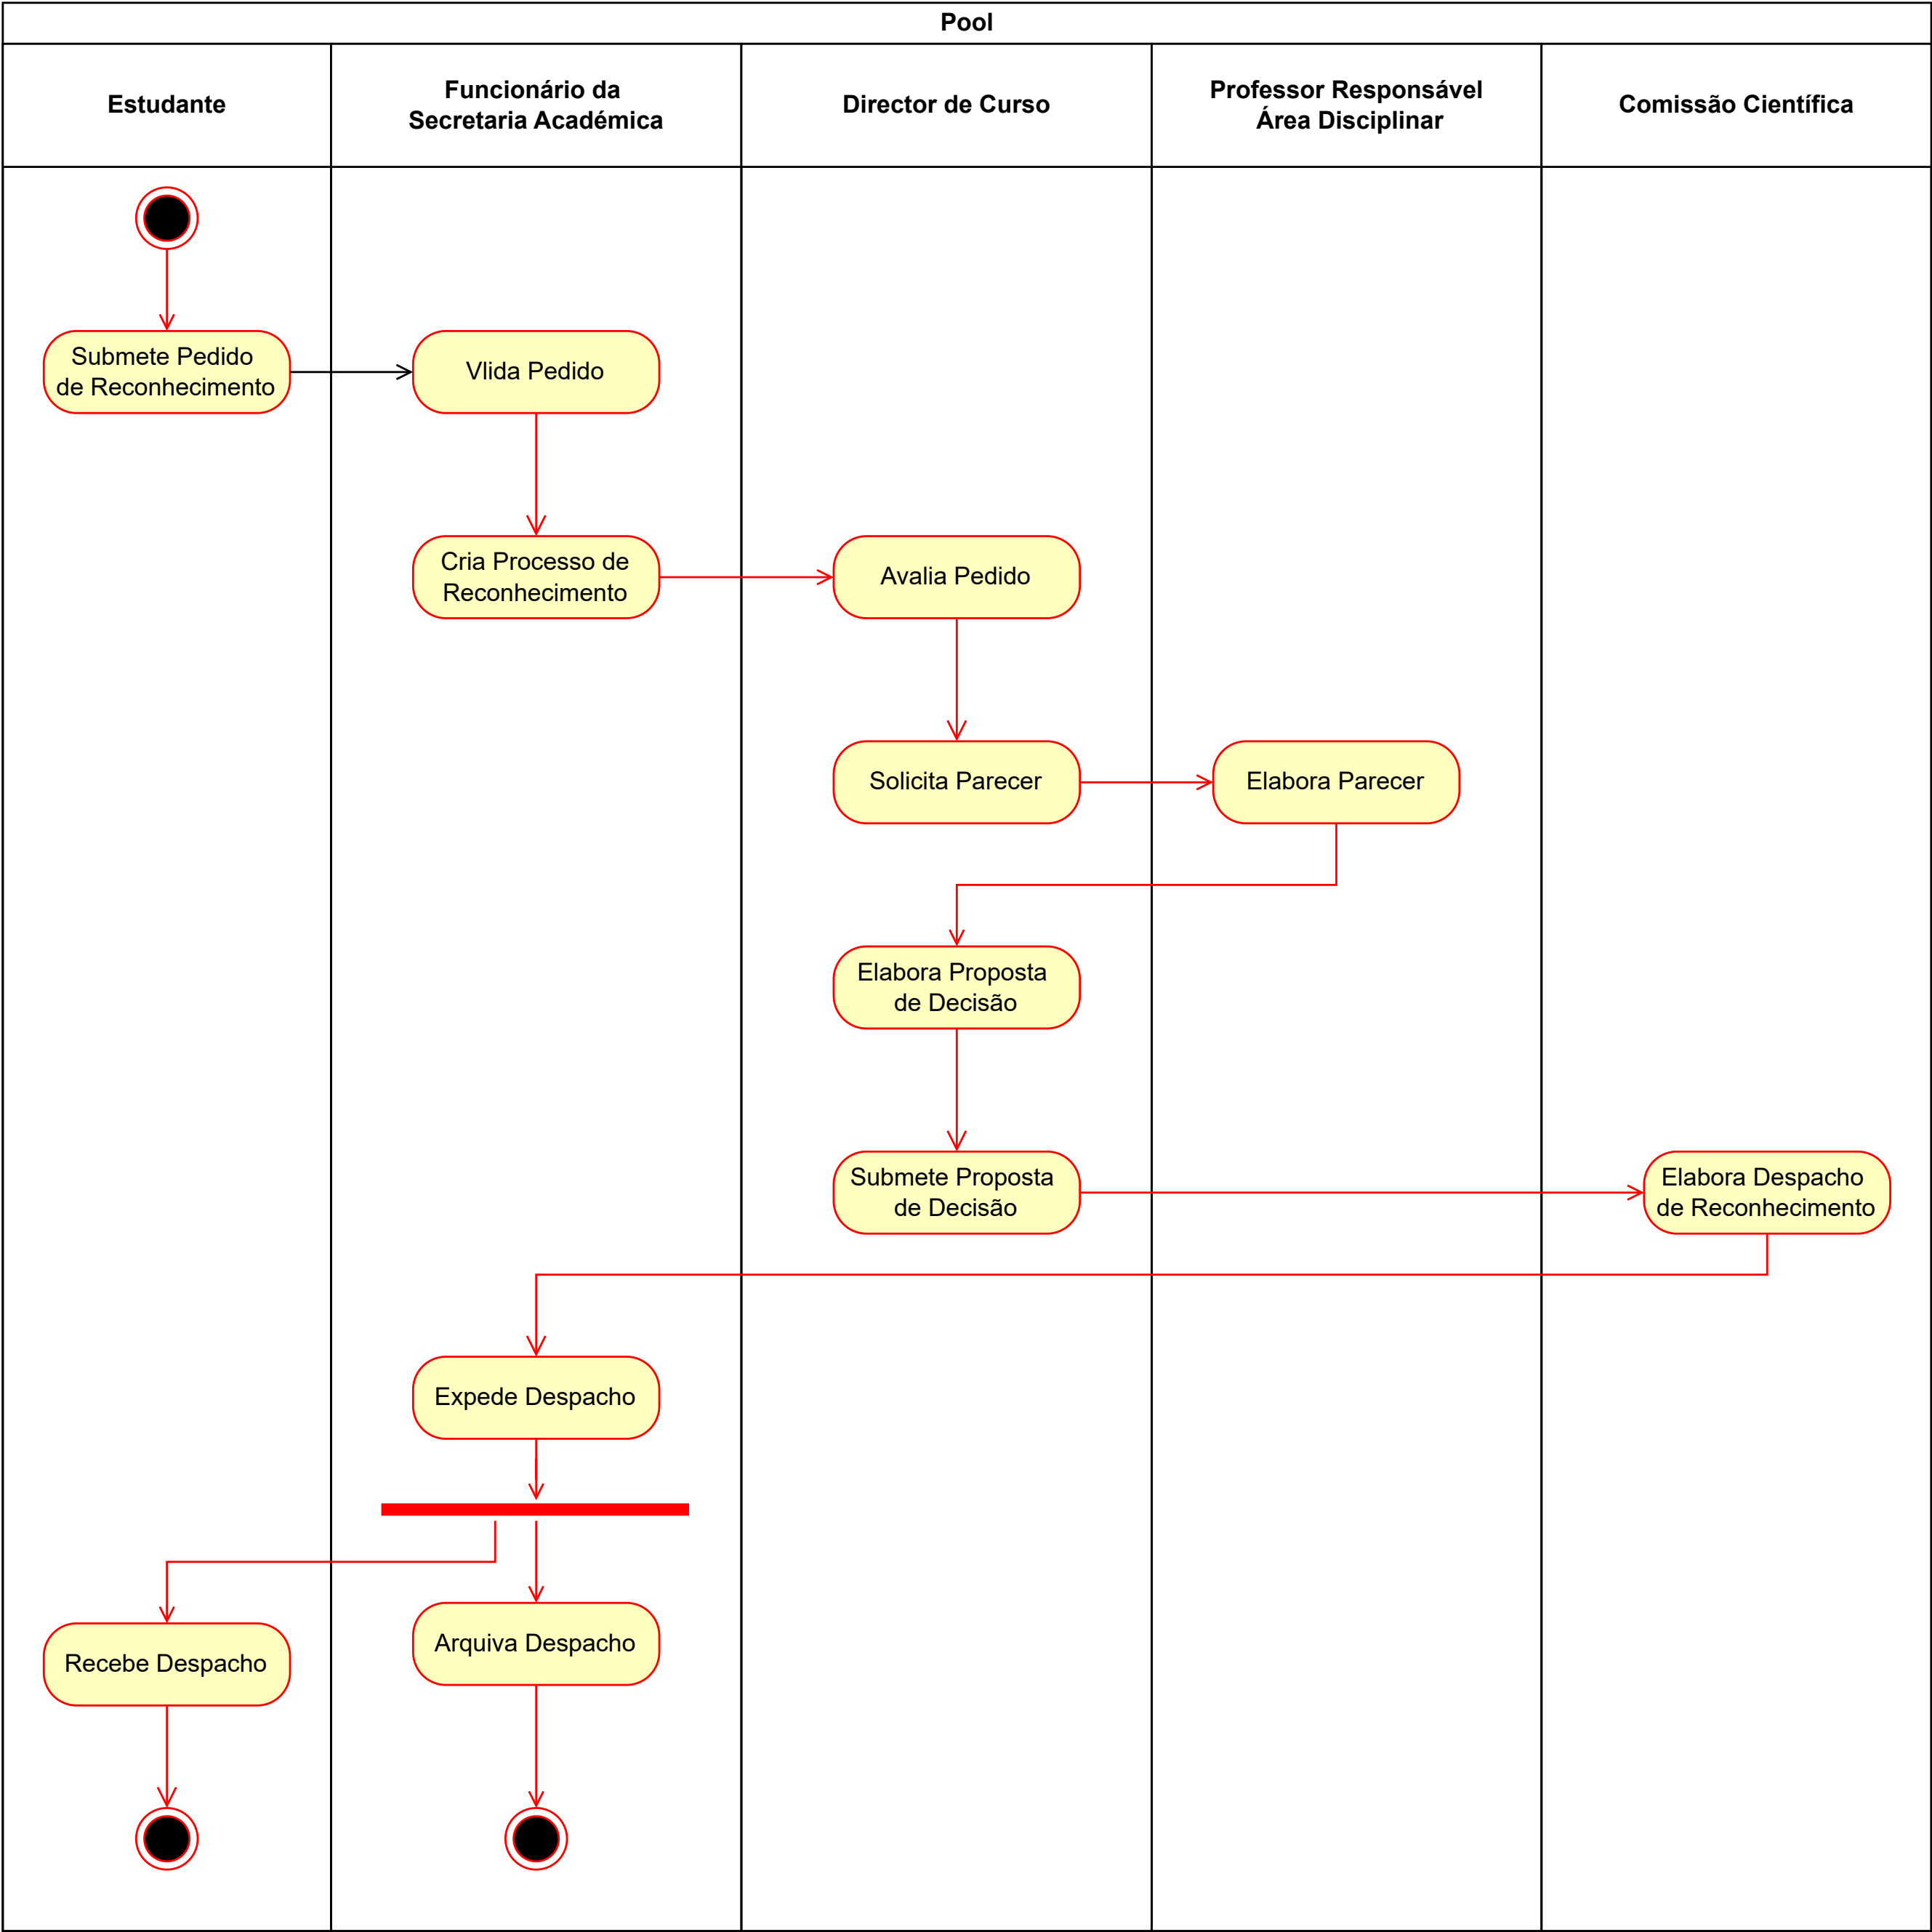 Pool
Estudante
Funcionário da
Secretaria Académica
Director de Curso
Professor Responsável
Área Disciplinar
Comissão Científica
Submete Pedido
de Reconhecimento
Vlida Pedido
Cria Processo de
Reconhecimento
Avalia Pedido
Solicita Parecer
Elabora Parecer
Elabora Proposta
de Decisão
Submete Proposta
de Decisão
Elabora Despacho
de Reconhecimento
Expede Despacho
Recebe Despacho
Arquiva Despacho